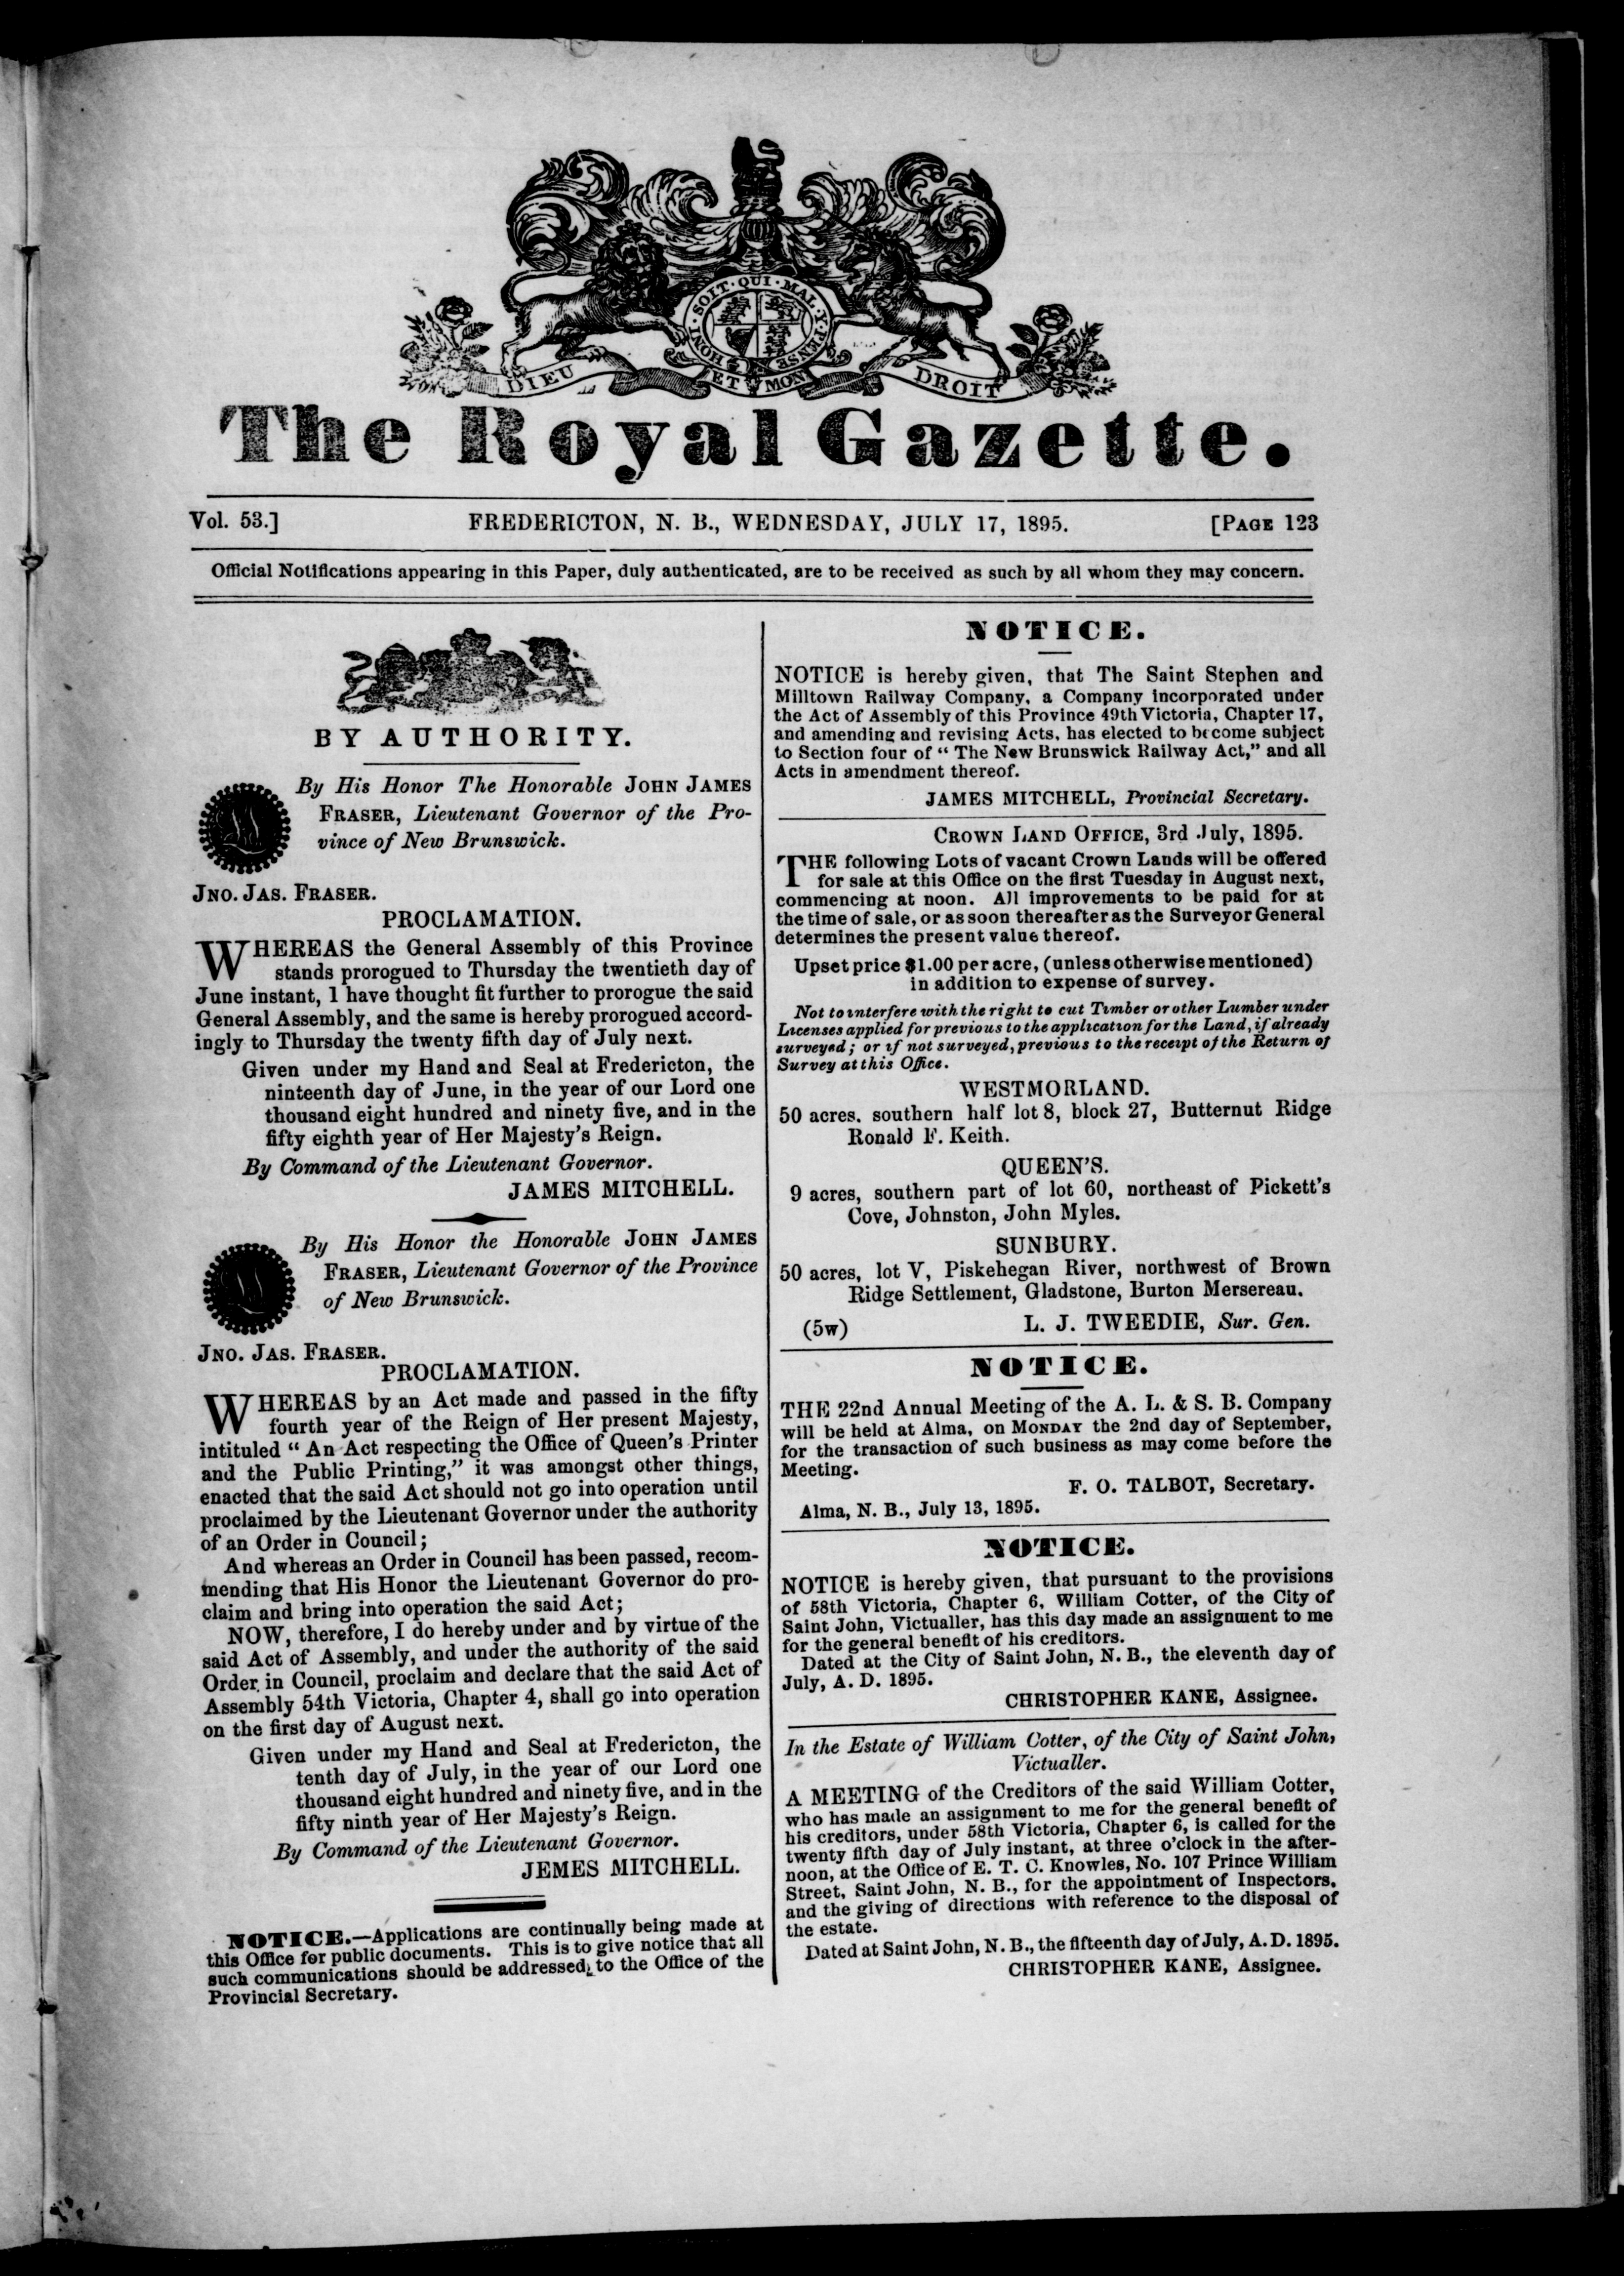 HONI · SOIT · QUI · MAL · Y · PENSE
DIEU ET MON DROIT
The Royal Gazette.
Vol. 53.] FREDERICTON, N. B., WEDNESDAY, JULY 17, 1895. [PAGE 123
Official Notifications appearing in this Paper, duly authenticated, are to be received as such by all whom they may concern.
BY AUTHORITY.
By His Honor The Honorable JOHN JAMES
FRASER, Lieutenant Governor of the Pro-
vince of New Brunswick.
JNO. JAS. FRASER.
PROCLAMATION.
WHEREAS the General Assembly of this Province
stands prorogued to Thursday the twentieth day of
June instant, I have thought fit further to prorogue the said
General Assembly, and the same is hereby prorogued accord-
ingly to Thursday the twenty fifth day of July next.
Given under my Hand and Seal at Fredericton, the
ninteenth day of June, in the year of our Lord one
thousand eight hundred and ninety five, and in the
fifty eighth year of Her Majesty's Reign.
By Command of the Lieutenant Governor.
JAMES MITCHELL.
By His Honor the Honorable JOHN JAMES
FRASER, Lieutenant Governor of the Province
of New Brunswick.
JNO. JAS. FRASER.
PROCLAMATION.
WHEREAS by an Act made and passed in the fifty
fourth year of the Reign of Her present Majesty,
intituled " An Act respecting the Office of Queen's Printer
and the Public Printing," it was amongst other things,
enacted that the said Act should not go into operation until
proclaimed by the Lieutenant Governor under the authority
of an Order in Council;
And whereas an Order in Council has been passed, recom-
mending that His Honor the Lieutenant Governor do pro-
claim and bring into operation the said Act;
NOW, therefore, I do hereby under and by virtue of the
said Act of Assembly, and under the authority of the said
Order in Council, proclaim and declare that the said Act of
Assembly 54th Victoria, Chapter 4, shall go into operation
on the first day of August next.
Given under my Hand and Seal at Fredericton, the
tenth day of July, in the year of our Lord one
thousand eight hundred and ninety five, and in the
fifty ninth year of Her Majesty's Reign.
By Command of the Lieutenant Governor.
JEMES MITCHELL.
NOTICE.—Applications are continually being made at
this Office for public documents. This is to give notice that all
such communications should be addressed to the Office of the
Provincial Secretary.
NOTICE.
NOTICE is hereby given, that The Saint Stephen and
Milltown Railway Company, a Company incorporated under
the Act of Assembly of this Province 49th Victoria, Chapter 17,
and amending and revising Acts, has elected to become subject
to Section four of " The New Brunswick Railway Act," and all
Acts in amendment thereof.
JAMES MITCHELL, Provincial Secretary.
CROWN LAND OFFICE, 3rd July, 1895.
THE following Lots of vacant Crown Lands will be offered
for sale at this Office on the first Tuesday in August next,
commencing at noon. All improvements to be paid for at
the time of sale, or as soon thereafter as the Surveyor General
determines the present value thereof.
Upset price $1.00 per acre, (unless otherwise mentioned)
in addition to expense of survey.
Not to interfere with the right to cut Timber or other Lumber under
Licenses applied for previous to the application for the Land, if already
surveyed; or if not surveyed, previous to the receipt of the Return of
Survey at this Office.
WESTMORLAND.
50 acres. southern half lot 8, block 27, Butternut Ridge
Ronald F. Keith.
QUEEN'S.
9 acres, southern part of lot 60, northeast of Pickett's
Cove, Johnston, John Myles.
SUNBURY.
50 acres, lot V, Piskehegan River, northwest of Brown
Ridge Settlement, Gladstone, Burton Mersereau.
(5w) L. J. TWEEDIE, Sur. Gen.
NOTICE.
THE 22nd Annual Meeting of the A. L. & S. B. Company
will be held at Alma, on MONDAY the 2nd day of September,
for the transaction of such business as may come before the
Meeting.
F. O. TALBOT, Secretary.
Alma, N. B., July 13, 1895.
NOTICE.
NOTICE is hereby given, that pursuant to the provisions
of 58th Victoria, Chapter 6, William Cotter, of the City of
Saint John, Victualler, has this day made an assignment to me
for the general benefit of his creditors.
Dated at the City of Saint John, N. B., the eleventh day of
July, A. D. 1895.
CHRISTOPHER KANE, Assignee.
In the Estate of William Cotter, of the City of Saint John,
Victualler.
A MEETING of the Creditors of the said William Cotter,
who has made an assignment to me for the general benefit of
his creditors, under 58th Victoria, Chapter 6, is called for the
twenty fifth day of July instant, at three o'clock in the after-
noon, at the Office of E. T. C. Knowles, No. 107 Prince William
Street, Saint John, N. B., for the appointment of Inspectors,
and the giving of directions with reference to the disposal of
the estate.
Dated at Saint John, N. B., the fifteenth day of July, A. D. 1895.
CHRISTOPHER KANE, Assignee.